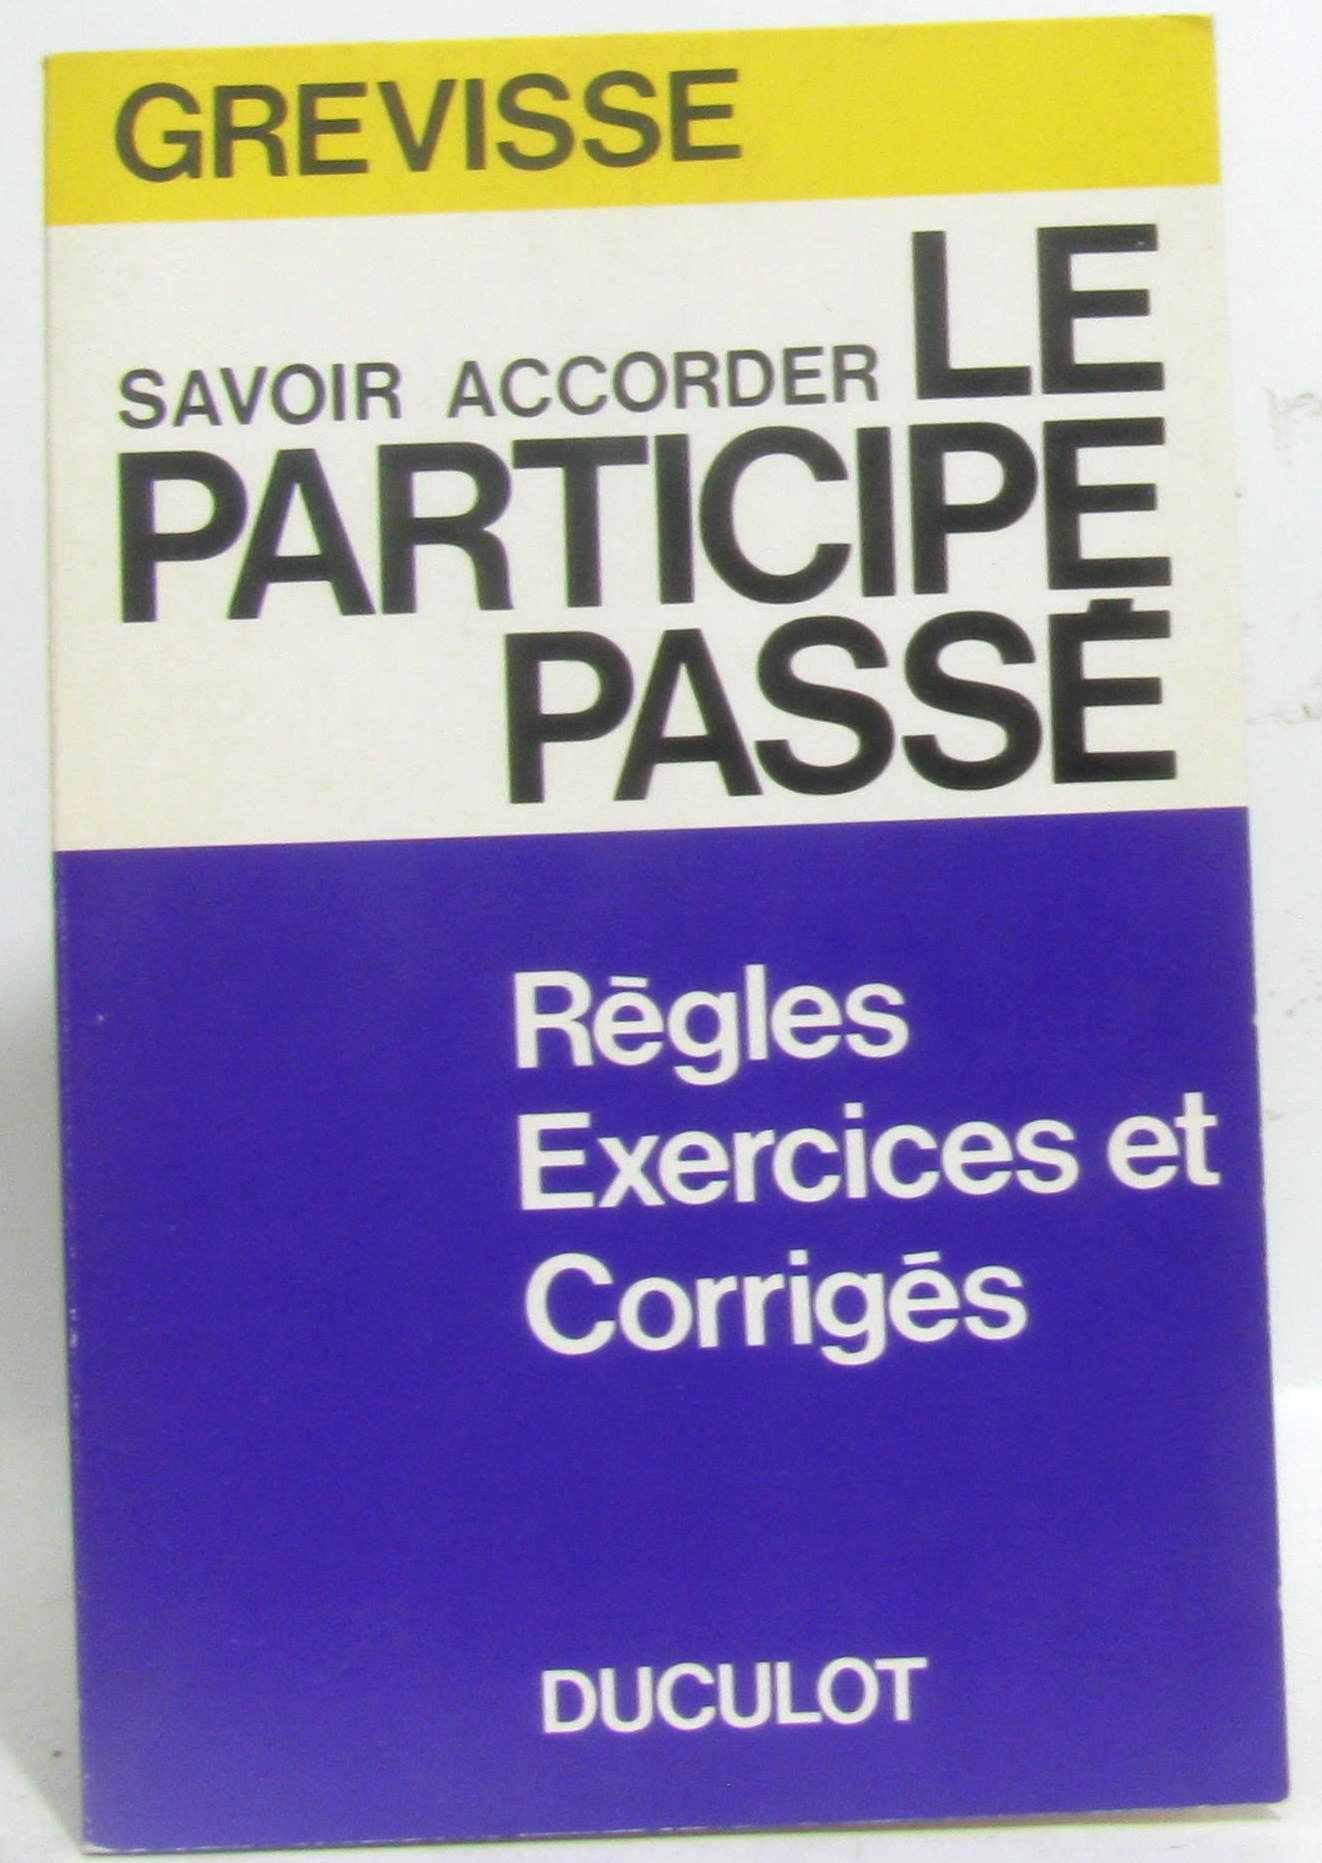 GREVISSE
SAVOIR ACCORDER LE
PARTICIPE
PASSÉ
Règles
Exercices et
Corrigés
DUCULOT